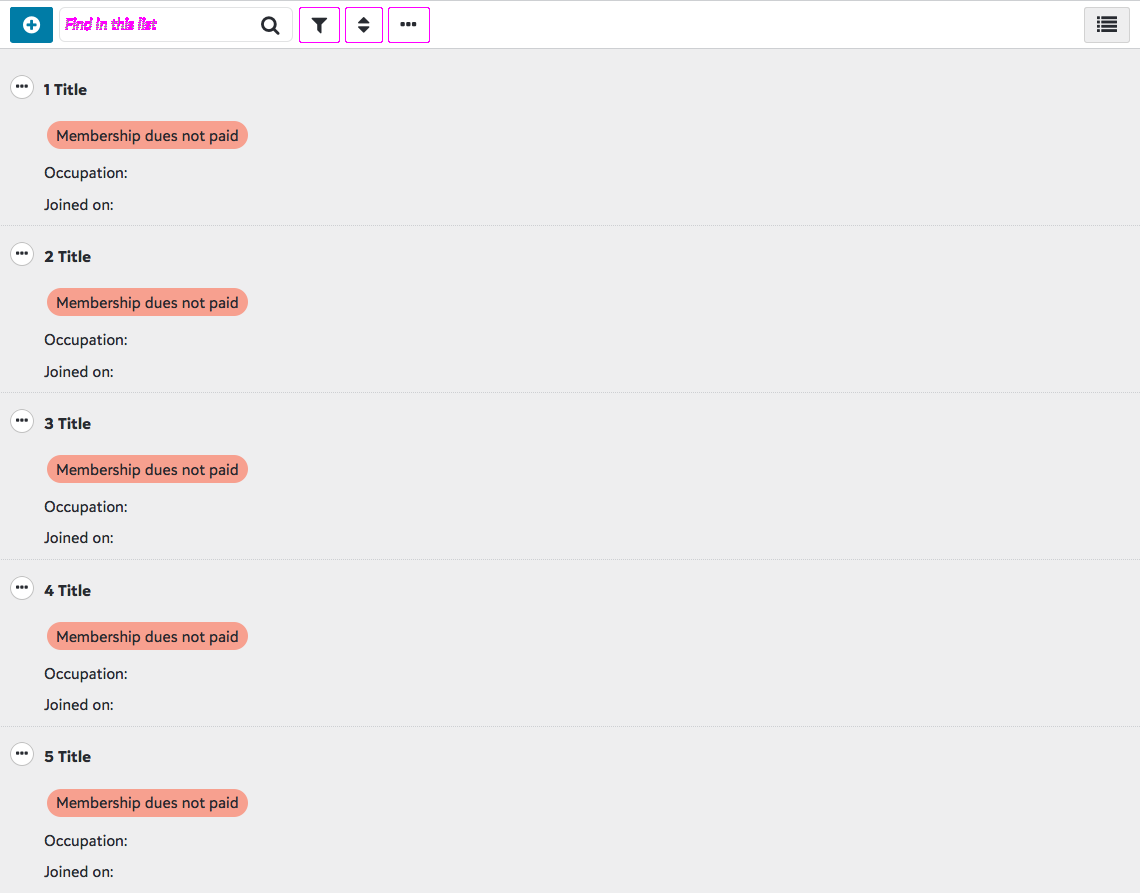 Find in this list
1 Title
Membership dues not paid
Occupation:
Joined on:
2 Title
Membership dues not paid
Occupation:
Joined on:
3 Title
Membership dues not paid
Occupation:
Joined on:
4 Title
Membership dues not paid
Occupation:
Joined on:
5 Title
Membership dues not paid
Occupation:
Joined on: